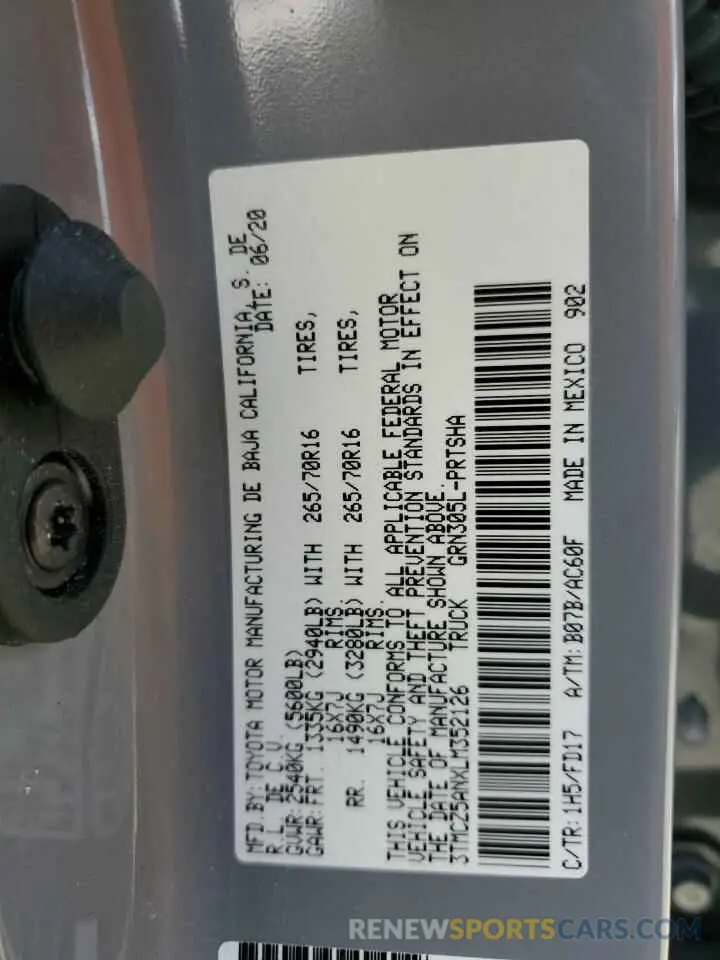 MFD.BY:TOYOTA MOTOR MANUFACTURING DE BAJA CALIFORNIA, S. DE
R.L. DE C.V. DATE: 06/20
GVWR:2540KG (5600LB)
GAWR:FRT. 1335KG (2940LB) WITH 265/70R16 TIRES,
16X7J RIMS,
RR. 1490KG (3280LB) WITH 265/70R16 TIRES,
16X7J RIMS.
THIS VEHICLE CONFORMS TO ALL APPLICABLE FEDERAL MOTOR
VEHICLE SAFETY AND THEFT PREVENTION STANDARDS IN EFFECT ON
THE DATE OF MANUFACTURE SHOWN ABOVE.
3TMCZ5ANXLM352126 TRUCK GRN305L-PRTSHA
C/TR:1H5/FD17 A/TM:B07B/AC60F MADE IN MEXICO 902
RENEWSPORTSCARS.COM